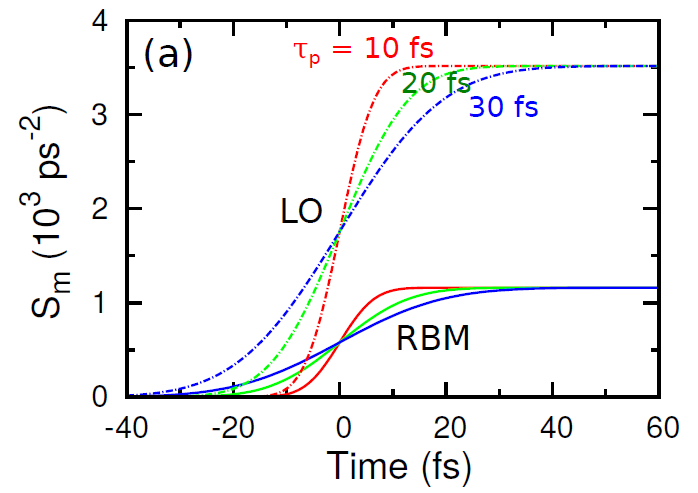 (a)
τp = 10 fs
20 fs
30 fs
LO
RBM
4
3
2
1
0
-40 -20 0 20 40 60
Time (fs)
Sm (10³ ps⁻²)